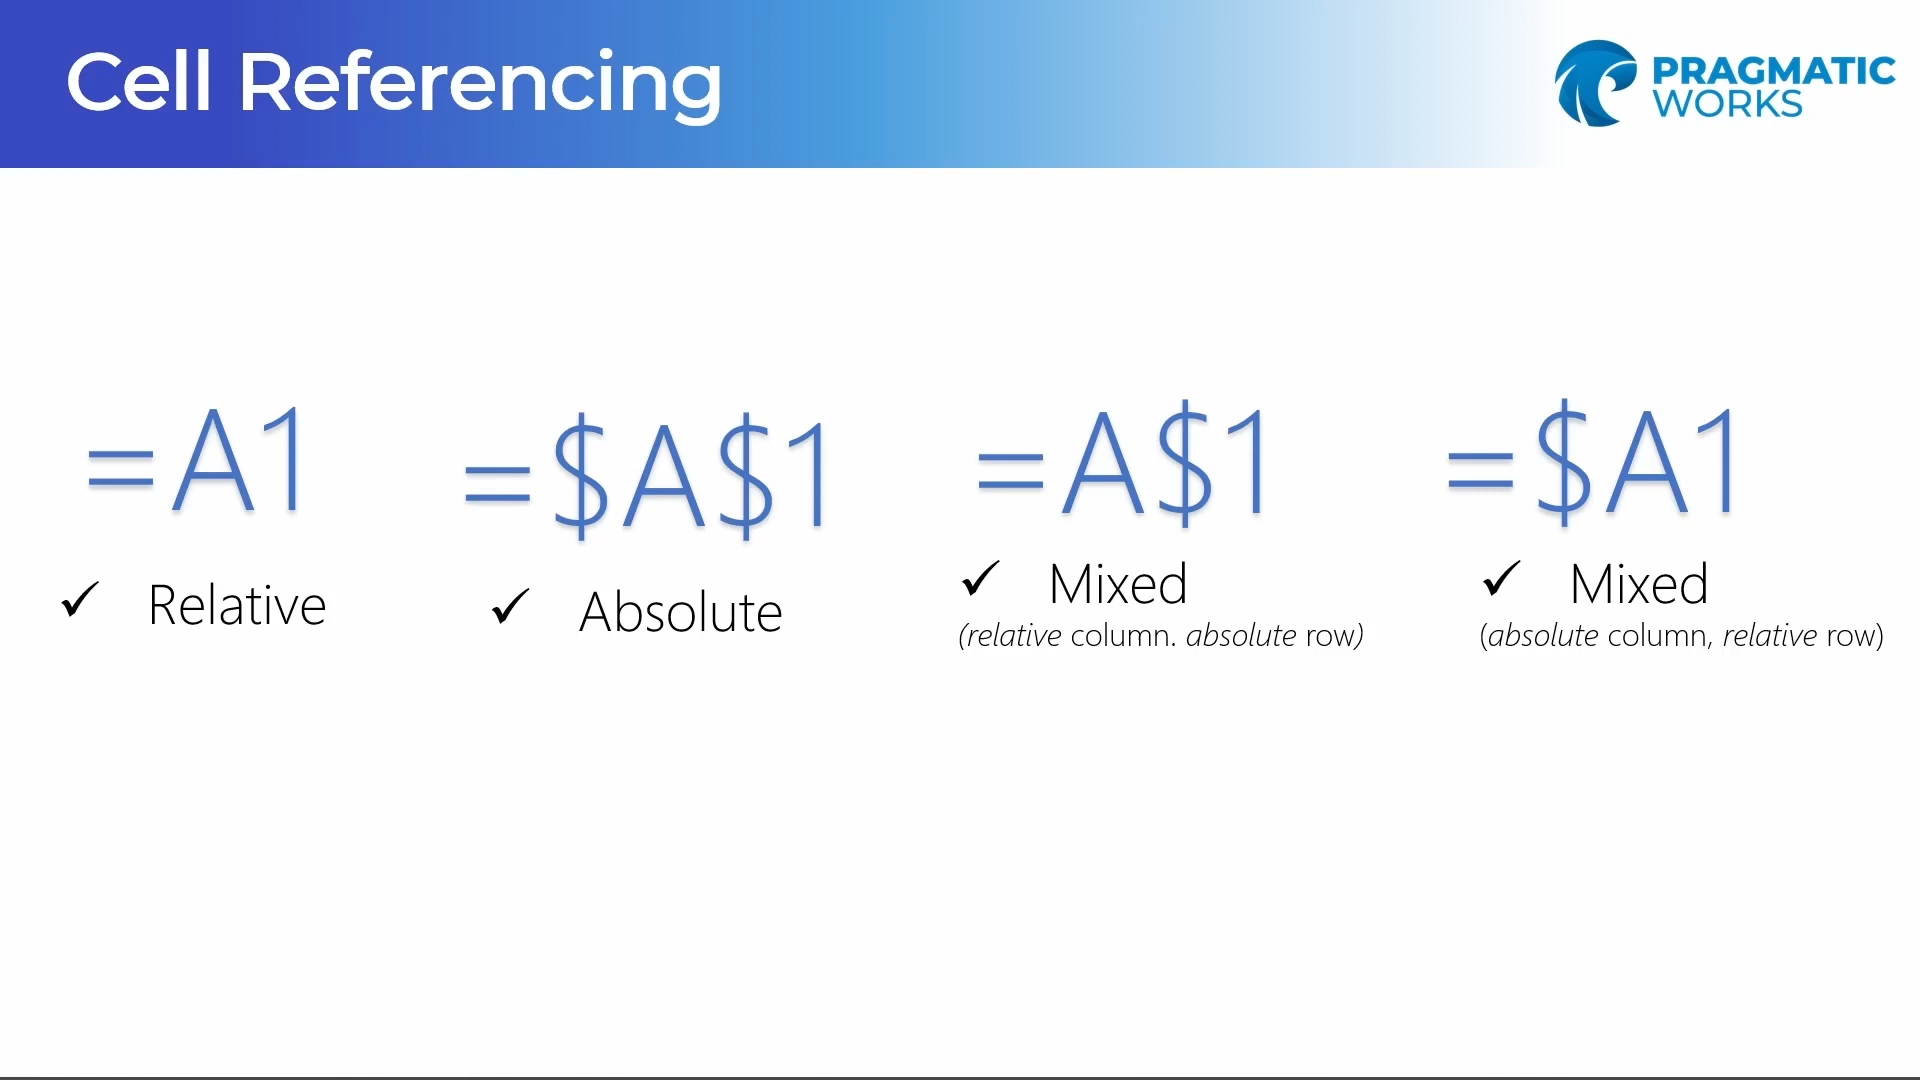 Cell Referencing
PRAGMATIC
WORKS
=A1
✓ Relative
=$A$1
✓ Absolute
=A$1
✓ Mixed
(relative column. absolute row)
=$A1
✓ Mixed
(absolute column, relative row)